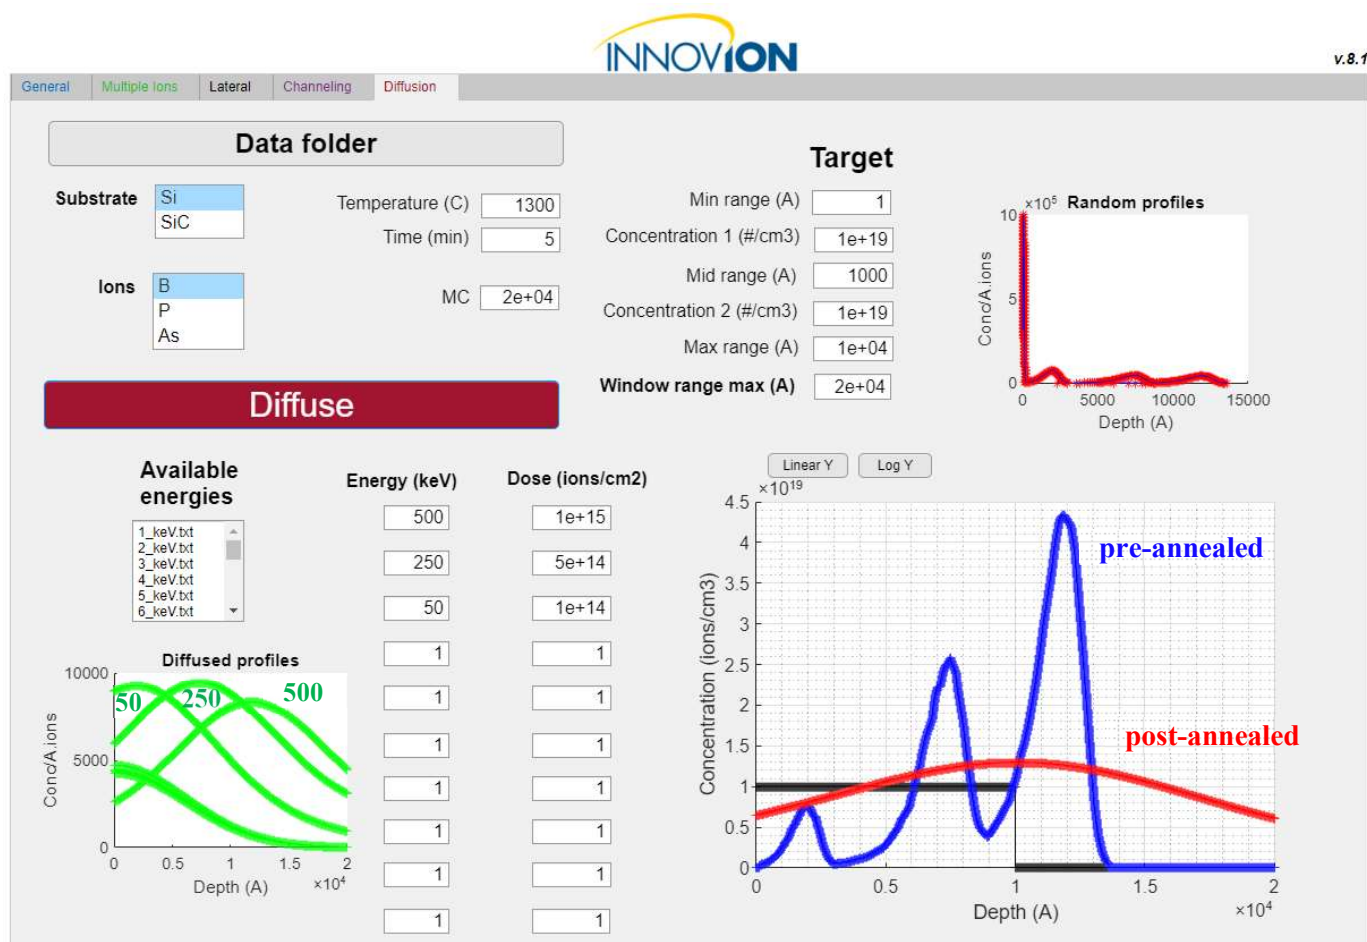 INNOVION
v.8.1
General Multiple Ions Lateral Channeling Diffusion
Data folder
Substrate
Si
SiC
Ions
B
P
As
Temperature (C) 1300
Time (min) 5
MC 2e+04
Target
Min range (A) 1
Concentration 1 (#/cm3) 1e+19
Mid range (A) 1000
Concentration 2 (#/cm3) 1e+19
Max range (A) 1e+04
Window range max (A) 2e+04
×10⁵ Random profiles
10
5
0
Conc/A.ions
0 5000 10000 15000
Depth (A)
Diffuse
Available
energies
1_keV.txt
2_keV.txt
3_keV.txt
4_keV.txt
5_keV.txt
6_keV.txt
Energy (keV) Dose (ions/cm2)
500 1e+15
250 5e+14
50 1e+14
1 1
1 1
1 1
1 1
1 1
1 1
1 1
Diffused profiles
10000
5000
0
Conc/A.ions
50 250 500
0 0.5 1 1.5 2
Depth (A) ×10⁴
Linear Y Log Y
×10¹⁹
4.5
4
3.5
3
2.5
2
1.5
1
0.5
0
Concentration (ions/cm3)
pre-annealed
post-annealed
0 0.5 1 1.5 2
Depth (A) ×10⁴